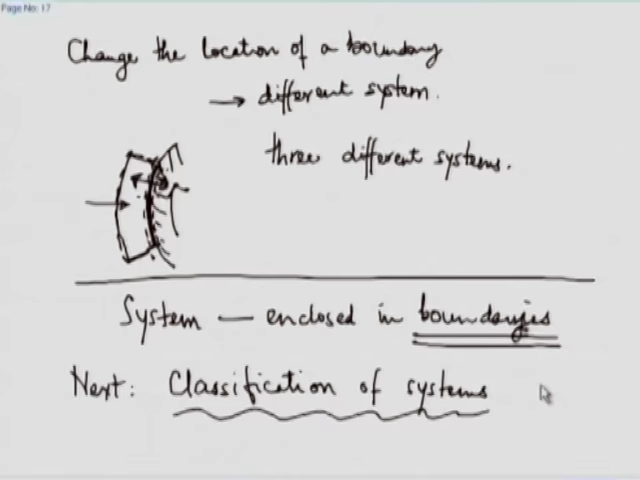 Page No: 17
Change the location of a boundary
→ different system.
three different systems.
System — enclosed in boundaries
Next: Classification of systems